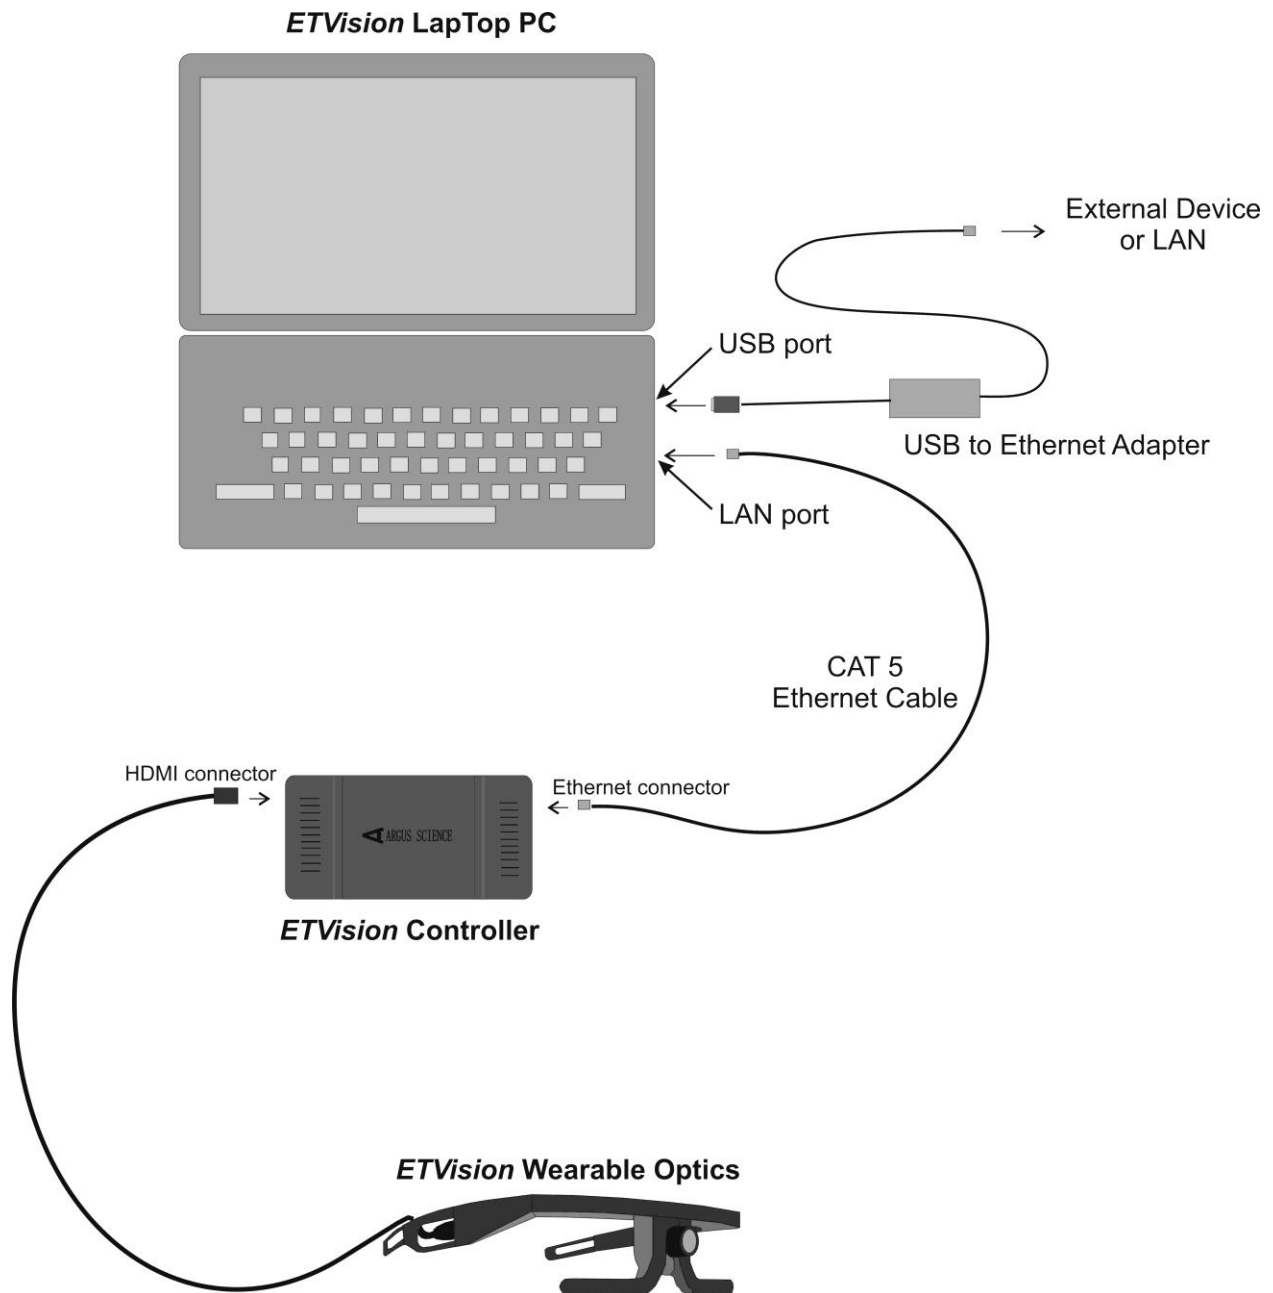 ETVision LapTop PC
External Device
or LAN
USB port
USB to Ethernet Adapter
LAN port
CAT 5
Ethernet Cable
HDMI connector
Ethernet connector
ARGUS SCIENCE
ETVision Controller
ETVision Wearable Optics